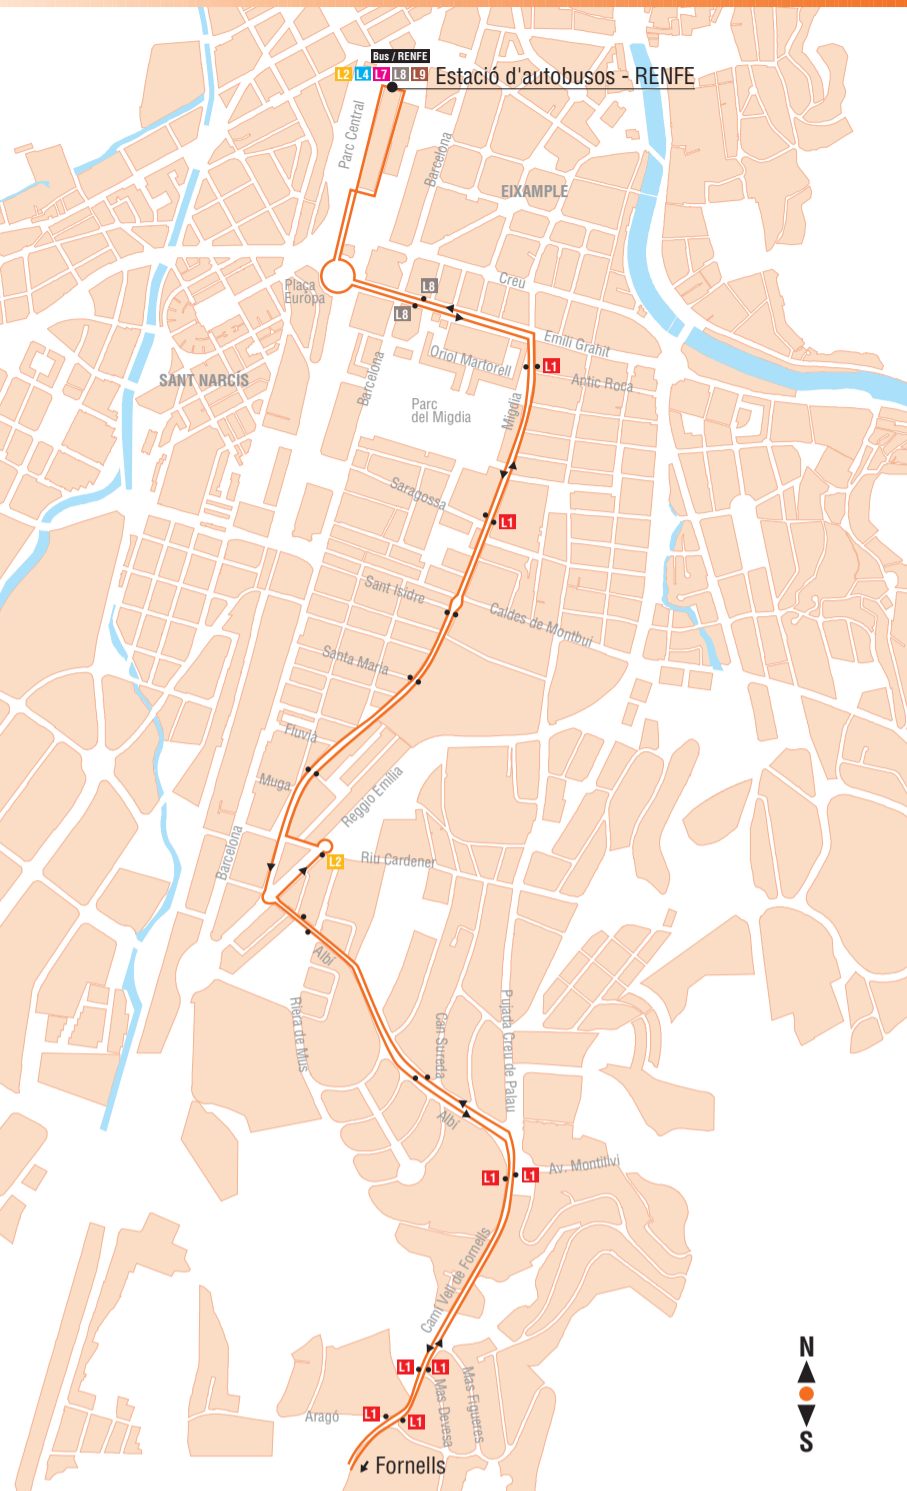 Bus / RENFE
L2 L4 L7 L8 L9
Estació d'autobusos - RENFE
Parc Central
Barcelona
EIXAMPLE
Plaça
Europa
Creu
L8
L8
Emili Grahit
Oriol Martorell
L1
Antic Roca
SANT NARCÍS
Barcelona
Parc
del Migdia
Migdia
Saragossa
L1
Sant Isidre
Caldes de Montbui
Santa Maria
Fluvià
Muga
Reggio Emilia
Barcelona
L2
Riu Cardener
Albí
Riera de Mus
Can Sureda
Pujada Creu de Palau
Albí
Av. Montilivi
L1
L1
Camí Vell de Fornells
L1
L1
Mas Devesa
Mas Figueres
Aragó
L1
L1
Fornells
N
S